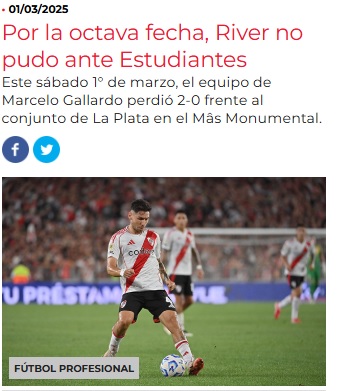 • 01/03/2025
Por la octava fecha, River no
pudo ante Estudiantes
Este sábado 1° de marzo, el equipo de
Marcelo Gallardo perdió 2-0 frente al
conjunto de La Plata en el Mâs Monumental.
TU PRÉSTAMO
FÚTBOL PROFESIONAL